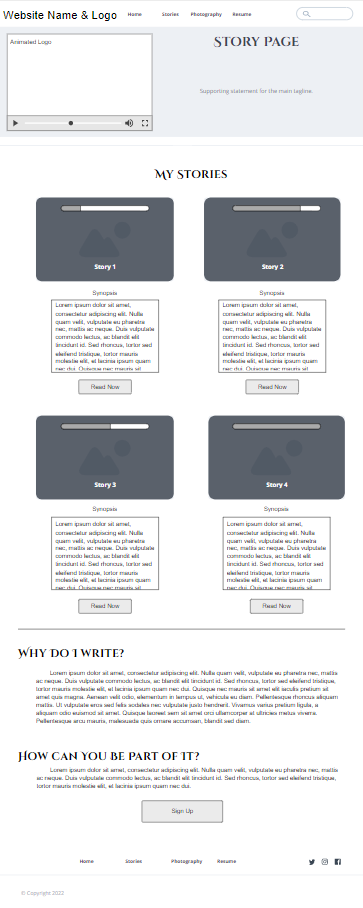 Website Name & Logo
Home Stories Photography Resume
Animated Logo
Story Page
Supporting statement for the main tagline.
My Stories
Story 1
Story 2
Synopsis
Lorem ipsum dolor sit amet,
consectetur adipiscing elit. Nulla
quam velit, vulputate eu pharetra
nec, mattis ac neque. Duis vulputate
commodo lectus, ac blandit elit
tincidunt id. Sed rhoncus, tortor sed
eleifend tristique, tortor mauris
molestie elit, et lacinia ipsum quam
nec dui. Quisque nec mauris sit
Read Now
Synopsis
Lorem ipsum dolor sit amet,
consectetur adipiscing elit. Nulla
quam velit, vulputate eu pharetra
nec, mattis ac neque. Duis vulputate
commodo lectus, ac blandit elit
tincidunt id. Sed rhoncus, tortor sed
eleifend tristique, tortor mauris
molestie elit, et lacinia ipsum quam
nec dui. Quisque nec mauris sit
Read Now
Story 3
Story 4
Synopsis
Lorem ipsum dolor sit amet,
consectetur adipiscing elit. Nulla
quam velit, vulputate eu pharetra
nec, mattis ac neque. Duis vulputate
commodo lectus, ac blandit elit
tincidunt id. Sed rhoncus, tortor sed
eleifend tristique, tortor mauris
molestie elit, et lacinia ipsum quam
nec dui. Quisque nec mauris sit
Read Now
Synopsis
Lorem ipsum dolor sit amet,
consectetur adipiscing elit. Nulla
quam velit, vulputate eu pharetra
nec, mattis ac neque. Duis vulputate
commodo lectus, ac blandit elit
tincidunt id. Sed rhoncus, tortor sed
eleifend tristique, tortor mauris
molestie elit, et lacinia ipsum quam
nec dui. Quisque nec mauris sit
Read Now
Why do I write?
Lorem ipsum dolor sit amet, consectetur adipiscing elit. Nulla quam velit, vulputate eu pharetra nec, mattis
ac neque. Duis vulputate commodo lectus, ac blandit elit tincidunt id. Sed rhoncus, tortor sed eleifend tristique,
tortor mauris molestie elit, et lacinia ipsum quam nec dui. Quisque nec mauris sit amet elit iaculis pretium sit
amet quis magna. Aenean velit odio, elementum in tempus ut, vehicula eu diam. Pellentesque rhoncus aliquam
mattis. Ut vulputate eros sed felis sodales nec vulputate justo hendrerit. Vivamus varius pretium ligula, a
aliquam odio euismod sit amet. Quisque laoreet sem sit amet orci ullamcorper at ultricies metus viverra.
Pellentesque arcu mauris, malesuada quis ornare accumsan, blandit sed diam.
How can you be part of it?
Lorem ipsum dolor sit amet, consectetur adipiscing elit. Nulla quam velit, vulputate eu pharetra nec, mattis
ac neque. Duis vulputate commodo lectus, ac blandit elit tincidunt id. Sed rhoncus, tortor sed eleifend tristique,
tortor mauris molestie elit, et lacinia ipsum quam nec dui.
Sign Up
Home Stories Photography Resume
© Copyright 2022